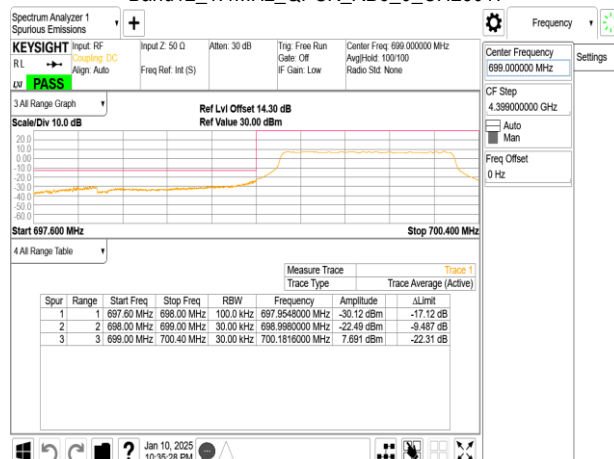 Spectrum Analyzer 1
Spurious Emissions
Frequency
KEYSIGHT Input: RF Input Z: 50 Ω Atten: 30 dB Trig: Free Run Center Freq: 699.000000 MHz
RL Coupling: DC Gate: Off Avg|Hold: 100/100
Align: Auto Freq Ref: Int (S) IF Gain: Low Radio Std: None
LXI PASS
Center Frequency
699.000000 MHz
Settings
CF Step
4.399000000 GHz
Auto
Man
Freq Offset
0 Hz
3 All Range Graph
Ref Lvl Offset 14.30 dB
Scale/Div 10.0 dB Ref Value 30.00 dBm
20.0
10.0
0.00
-10.0
-20.0
-30.0
-40.0
-50.0
-60.0
Start 697.600 MHz Stop 700.400 MHz
4 All Range Table
Measure Trace Trace 1
Trace Type Trace Average (Active)
Spur Range Start Freq Stop Freq RBW Frequency Amplitude ΔLimit
1 1 697.60 MHz 698.00 MHz 100.0 kHz 697.9548000 MHz -30.12 dBm -17.12 dB
2 2 698.00 MHz 699.00 MHz 30.00 kHz 698.9980000 MHz -22.49 dBm -9.487 dB
3 3 699.00 MHz 700.40 MHz 30.00 kHz 700.1816000 MHz 7.691 dBm -22.31 dB
Jan 10, 2025
10:35:28 PM